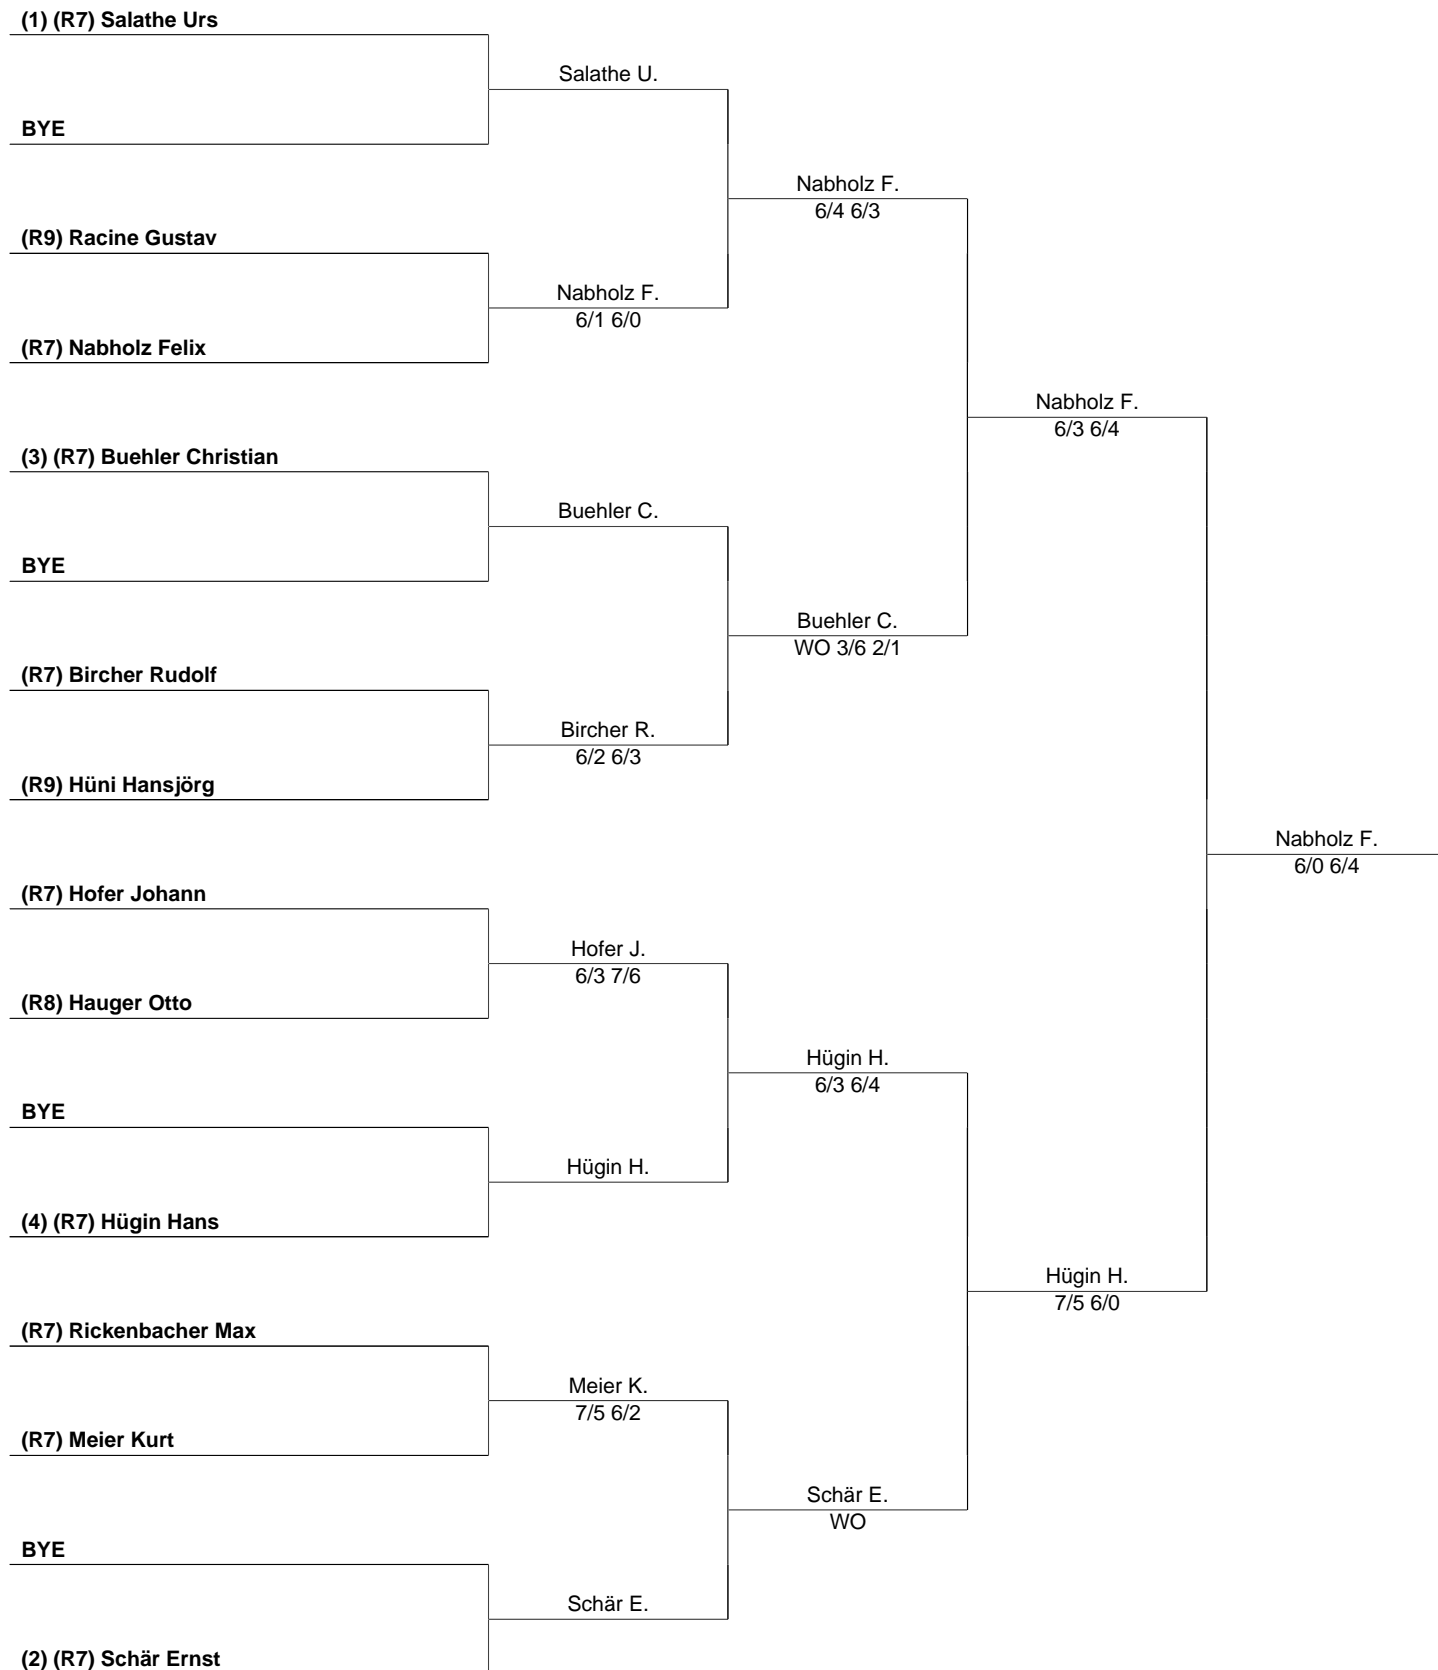 (1) (R7) Salathe Urs
Salathe U.
BYE
Nabholz F.
6/4 6/3
(R9) Racine Gustav
Nabholz F.
6/1 6/0
(R7) Nabholz Felix
Nabholz F.
6/3 6/4
(3) (R7) Buehler Christian
Buehler C.
BYE
Buehler C.
WO 3/6 2/1
(R7) Bircher Rudolf
Bircher R.
6/2 6/3
(R9) Hüni Hansjörg
Nabholz F.
6/0 6/4
(R7) Hofer Johann
Hofer J.
6/3 7/6
(R8) Hauger Otto
Hügin H.
6/3 6/4
BYE
Hügin H.
(4) (R7) Hügin Hans
Hügin H.
7/5 6/0
(R7) Rickenbacher Max
Meier K.
7/5 6/2
(R7) Meier Kurt
Schär E.
WO
BYE
Schär E.
(2) (R7) Schär Ernst